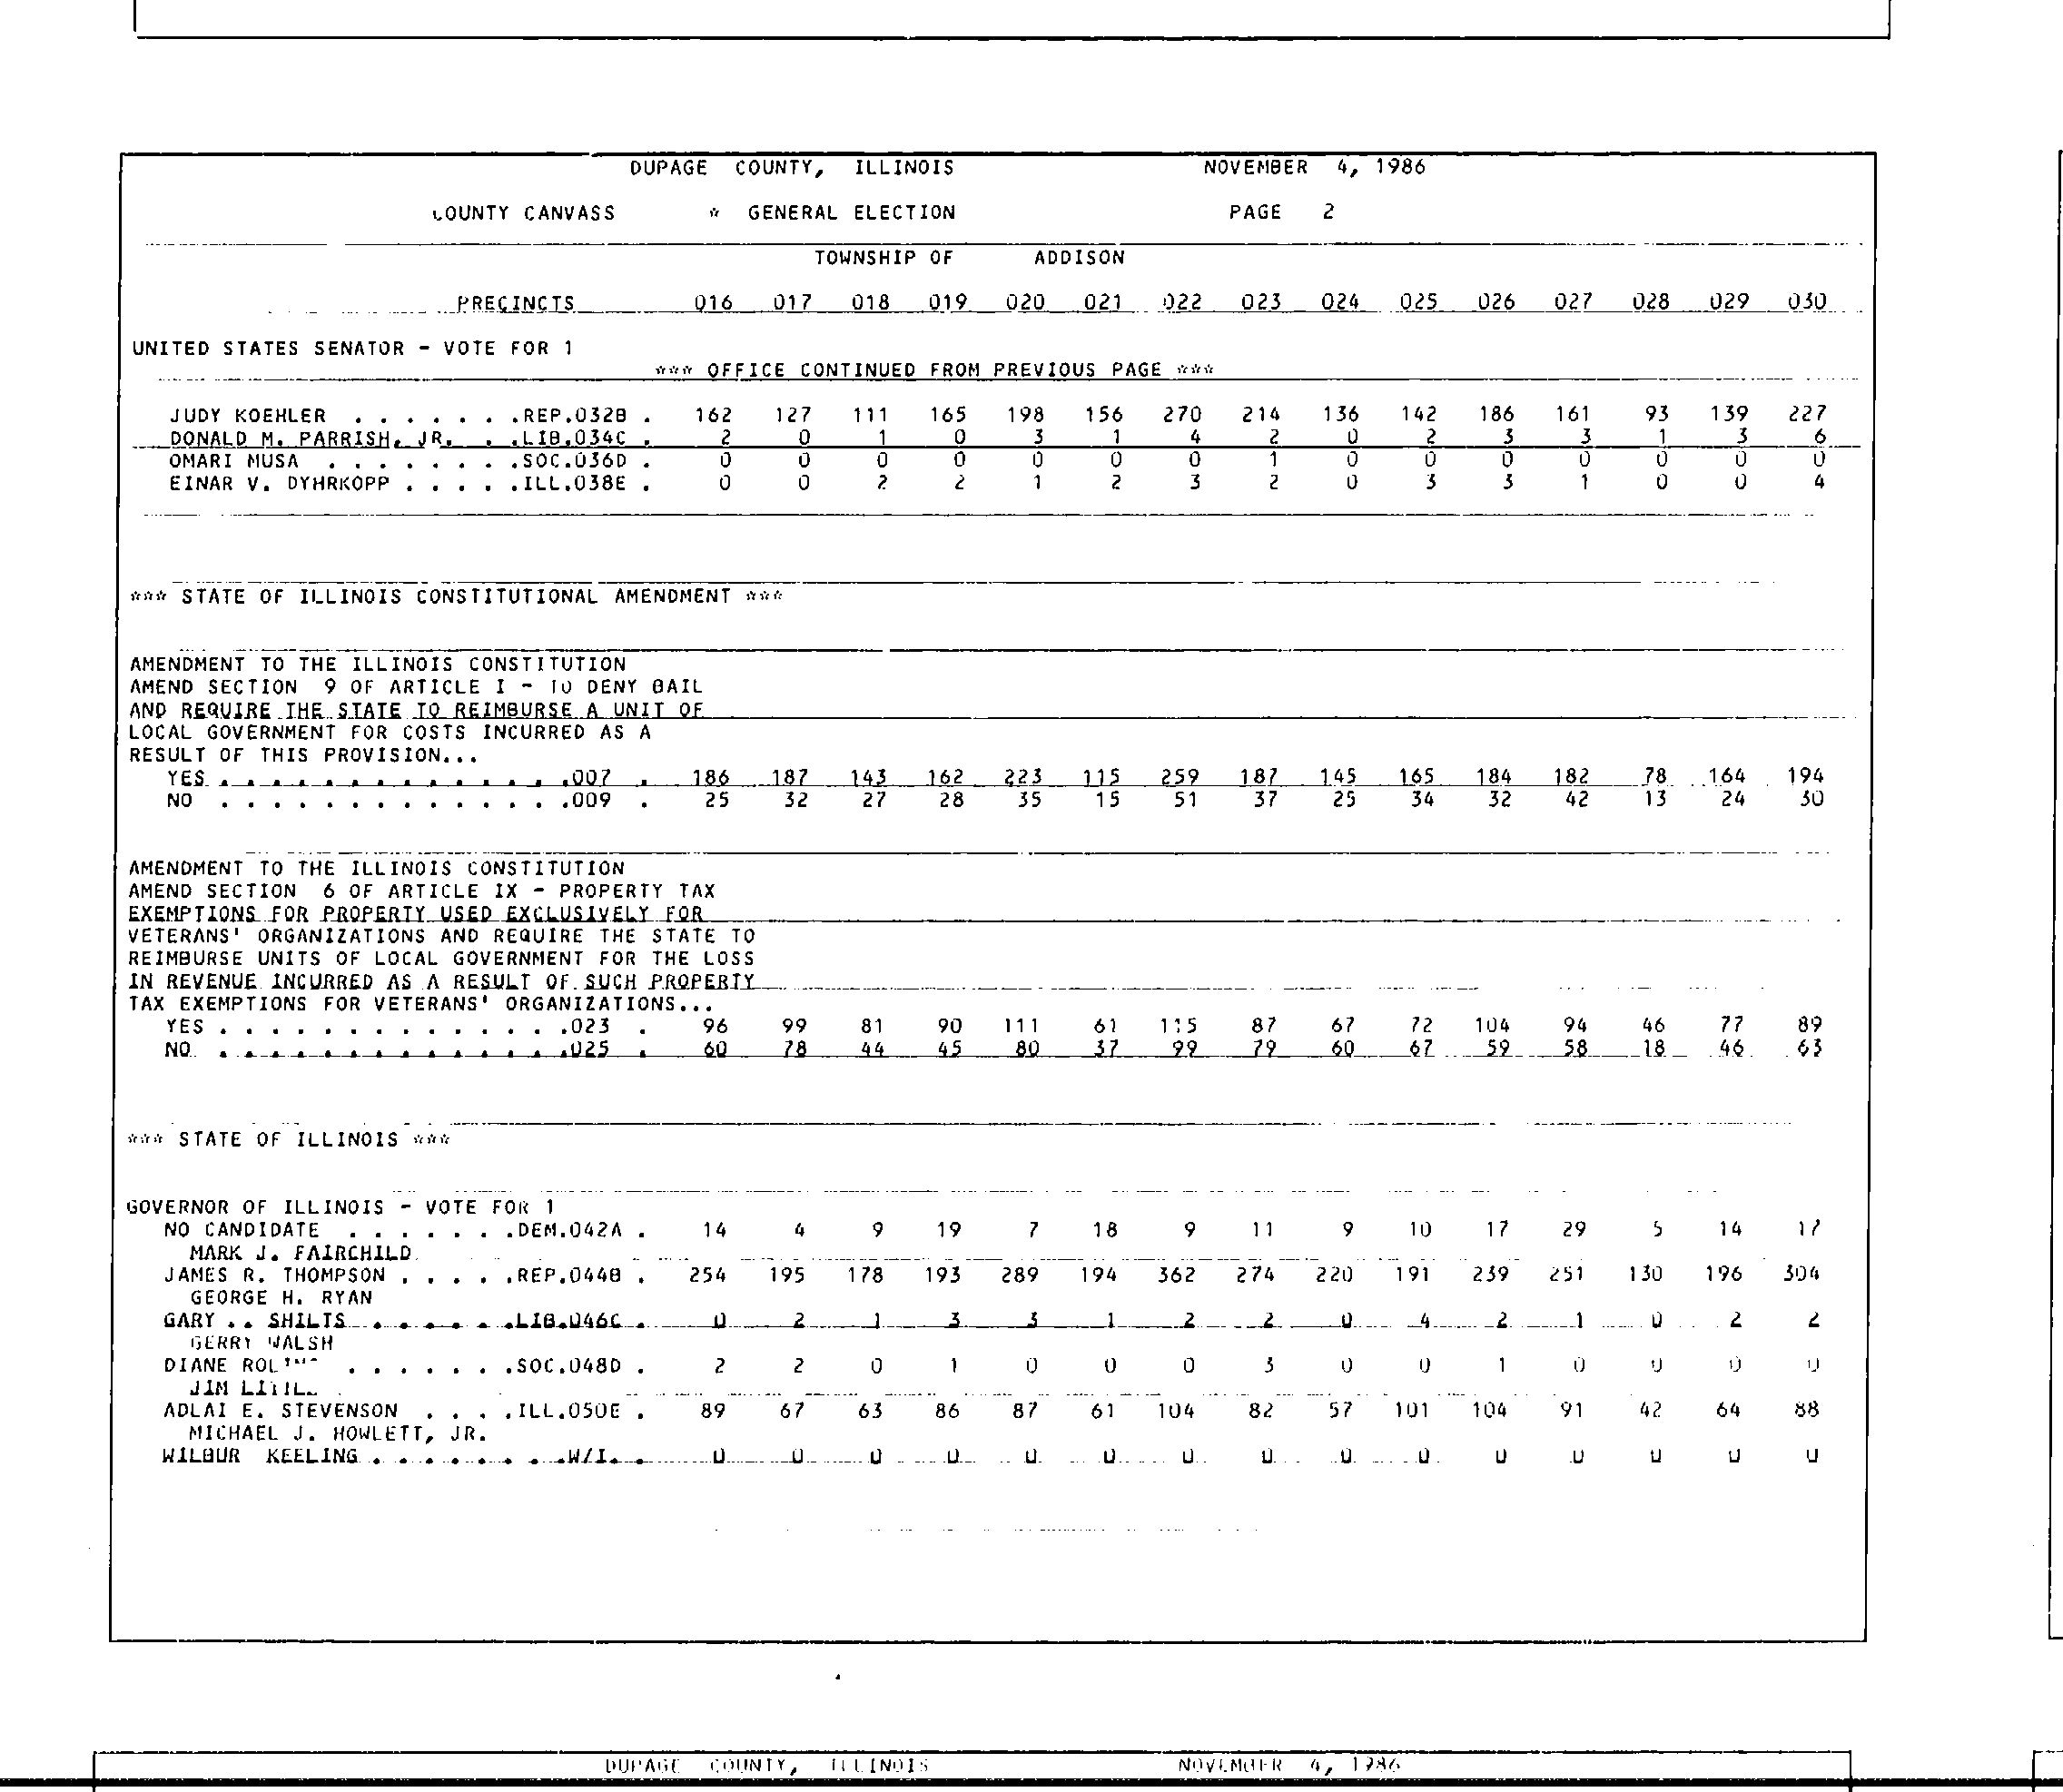 DUPAGE COUNTY, ILLINOIS NOVEMBER 4, 1986
COUNTY CANVASS * GENERAL ELECTION PAGE 2
TOWNSHIP OF ADDISON
PRECINCTS 016 017 018 019 020 021 022 023 024 025 026 027 028 029 030
UNITED STATES SENATOR - VOTE FOR 1
*** OFFICE CONTINUED FROM PREVIOUS PAGE ***
JUDY KOEHLER . . . . . . .REP.032B . 162 127 111 165 198 156 270 214 136 142 186 161 93 139 227
DONALD M. PARRISH, JR. . .LIB.034C . 2 0 1 0 3 1 4 2 0 2 3 3 1 3 6
OMARI MUSA . . . . . . . .SOC.036D . 0 0 0 0 0 0 0 1 0 0 0 0 0 0 0
EINAR V. DYHRKOPP . . . . .ILL.038E . 0 0 2 2 1 2 3 2 0 3 3 1 0 0 4
*** STATE OF ILLINOIS CONSTITUTIONAL AMENDMENT ***
AMENDMENT TO THE ILLINOIS CONSTITUTION
AMEND SECTION 9 OF ARTICLE I - TO DENY BAIL
AND REQUIRE THE STATE TO REIMBURSE A UNIT OF
LOCAL GOVERNMENT FOR COSTS INCURRED AS A
RESULT OF THIS PROVISION...
YES . . . . . . . . . . . . . .007 . 186 187 143 162 223 115 259 187 145 165 184 182 78 164 194
NO . . . . . . . . . . . . . .009 . 25 32 27 28 35 15 51 37 25 34 32 42 13 24 30
AMENDMENT TO THE ILLINOIS CONSTITUTION
AMEND SECTION 6 OF ARTICLE IX - PROPERTY TAX
EXEMPTIONS FOR PROPERTY USED EXCLUSIVELY FOR
VETERANS' ORGANIZATIONS AND REQUIRE THE STATE TO
REIMBURSE UNITS OF LOCAL GOVERNMENT FOR THE LOSS
IN REVENUE INCURRED AS A RESULT OF SUCH PROPERTY
TAX EXEMPTIONS FOR VETERANS' ORGANIZATIONS...
YES . . . . . . . . . . . . . .023 . 96 99 81 90 111 61 115 87 67 72 104 94 46 77 89
NO . . . . . . . . . . . . . .025 . 60 78 44 45 80 37 99 79 60 67 59 58 18 46 63
*** STATE OF ILLINOIS ***
GOVERNOR OF ILLINOIS - VOTE FOR 1
NO CANDIDATE . . . . . . .DEM.042A . 14 4 9 19 7 18 9 11 9 10 17 29 5 14 17
MARK J. FAIRCHILD
JAMES R. THOMPSON . . . . .REP.044B . 254 195 178 193 289 194 362 274 220 191 239 251 130 196 304
GEORGE H. RYAN
GARY .. SHILTS . . . . . .LIB.046C . 0 2 1 3 3 1 2 2 0 4 2 1 0 2 2
GERRY WALSH
DIANE . . . . . . .SOC.048D . 2 2 0 1 0 0 0 3 0 0 1 0 0 0 0
JIM
ADLAI E. STEVENSON . . . .ILL.050E . 89 67 63 86 87 61 104 82 57 101 104 91 42 64 88
MICHAEL J. HOWLETT, JR.
WILBUR KEELING . . . . . . . .W/I. . 0 0 0 0 0 0 0 0 0 0 0 0 0 0 0
DUPAGE COUNTY, ILLINOIS NOVEMBER 4, 1986